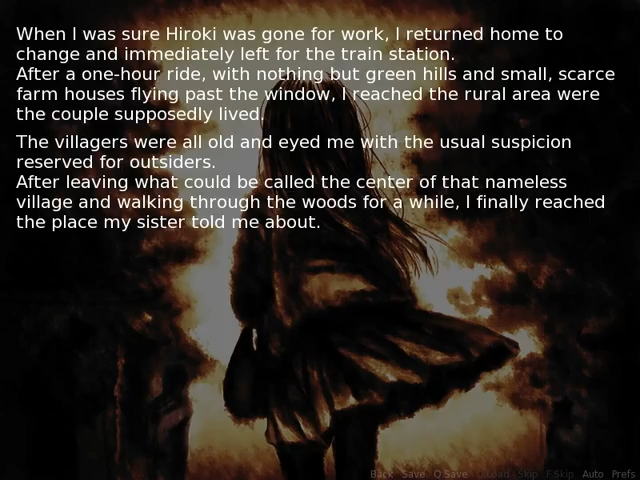 When I was sure Hiroki was gone for work, I returned home to
change and immediately left for the train station.
After a one-hour ride, with nothing but green hills and small, scarce
farm houses flying past the window, I reached the rural area were
the couple supposedly lived.
The villagers were all old and eyed me with the usual suspicion
reserved for outsiders.
After leaving what could be called the center of that nameless
village and walking through the woods for a while, I finally reached
the place my sister told me about.
Back Save Q.Save Q.Load Skip F.Skip Auto Prefs